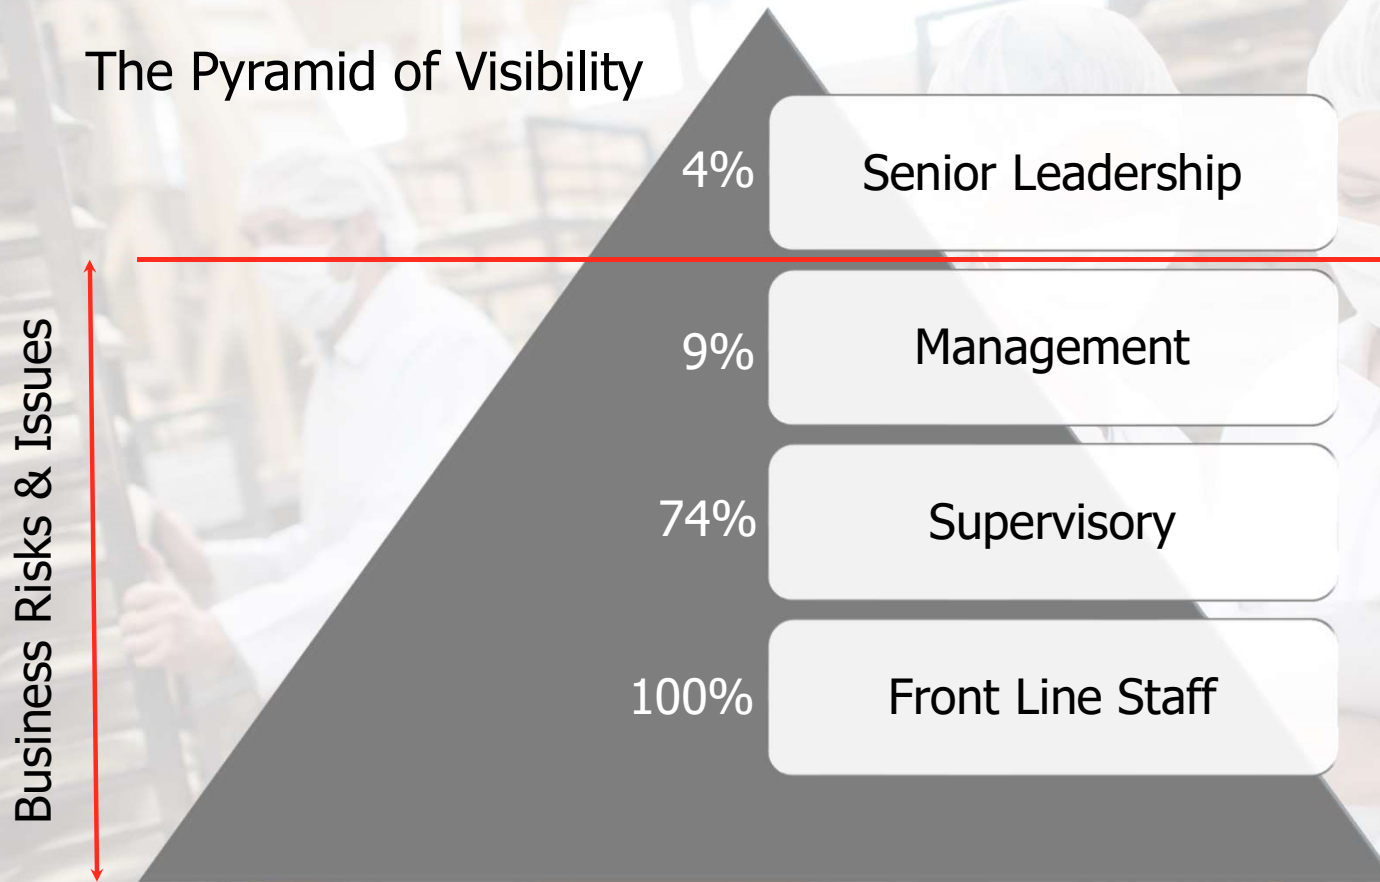 The Pyramid of Visibility
4%
Senior Leadership
9%
Management
74%
Supervisory
100%
Front Line Staff
Business Risks & Issues